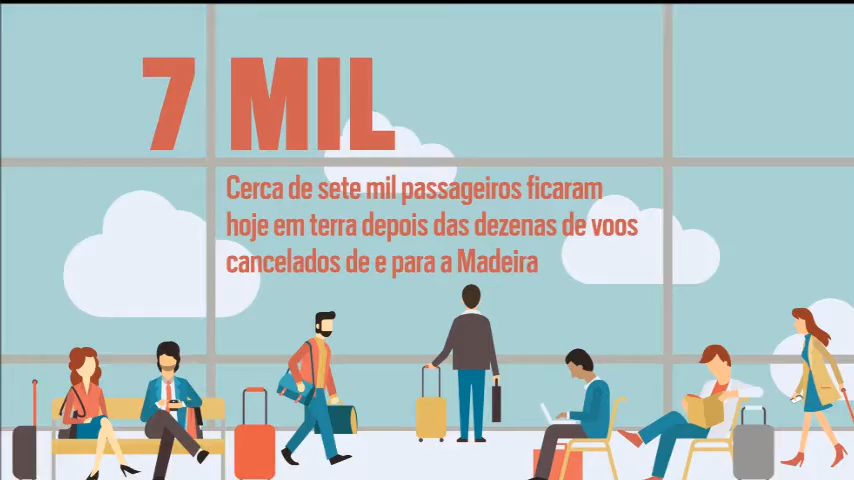 7 MIL
Cerca de sete mil passageiros ficaram
hoje em terra depois das dezenas de voos
cancelados de e para a Madeira